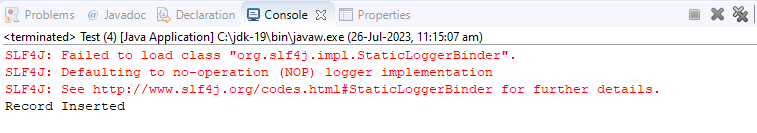 Problems @ Javadoc Declaration Console Properties
<terminated> Test (4) [Java Application] C:\jdk-19\bin\javaw.exe (26-Jul-2023, 11:15:07 am)
SLF4J: Failed to load class "org.slf4j.impl.StaticLoggerBinder".
SLF4J: Defaulting to no-operation (NOP) logger implementation
SLF4J: See http://www.slf4j.org/codes.html#StaticLoggerBinder for further details.
Record Inserted